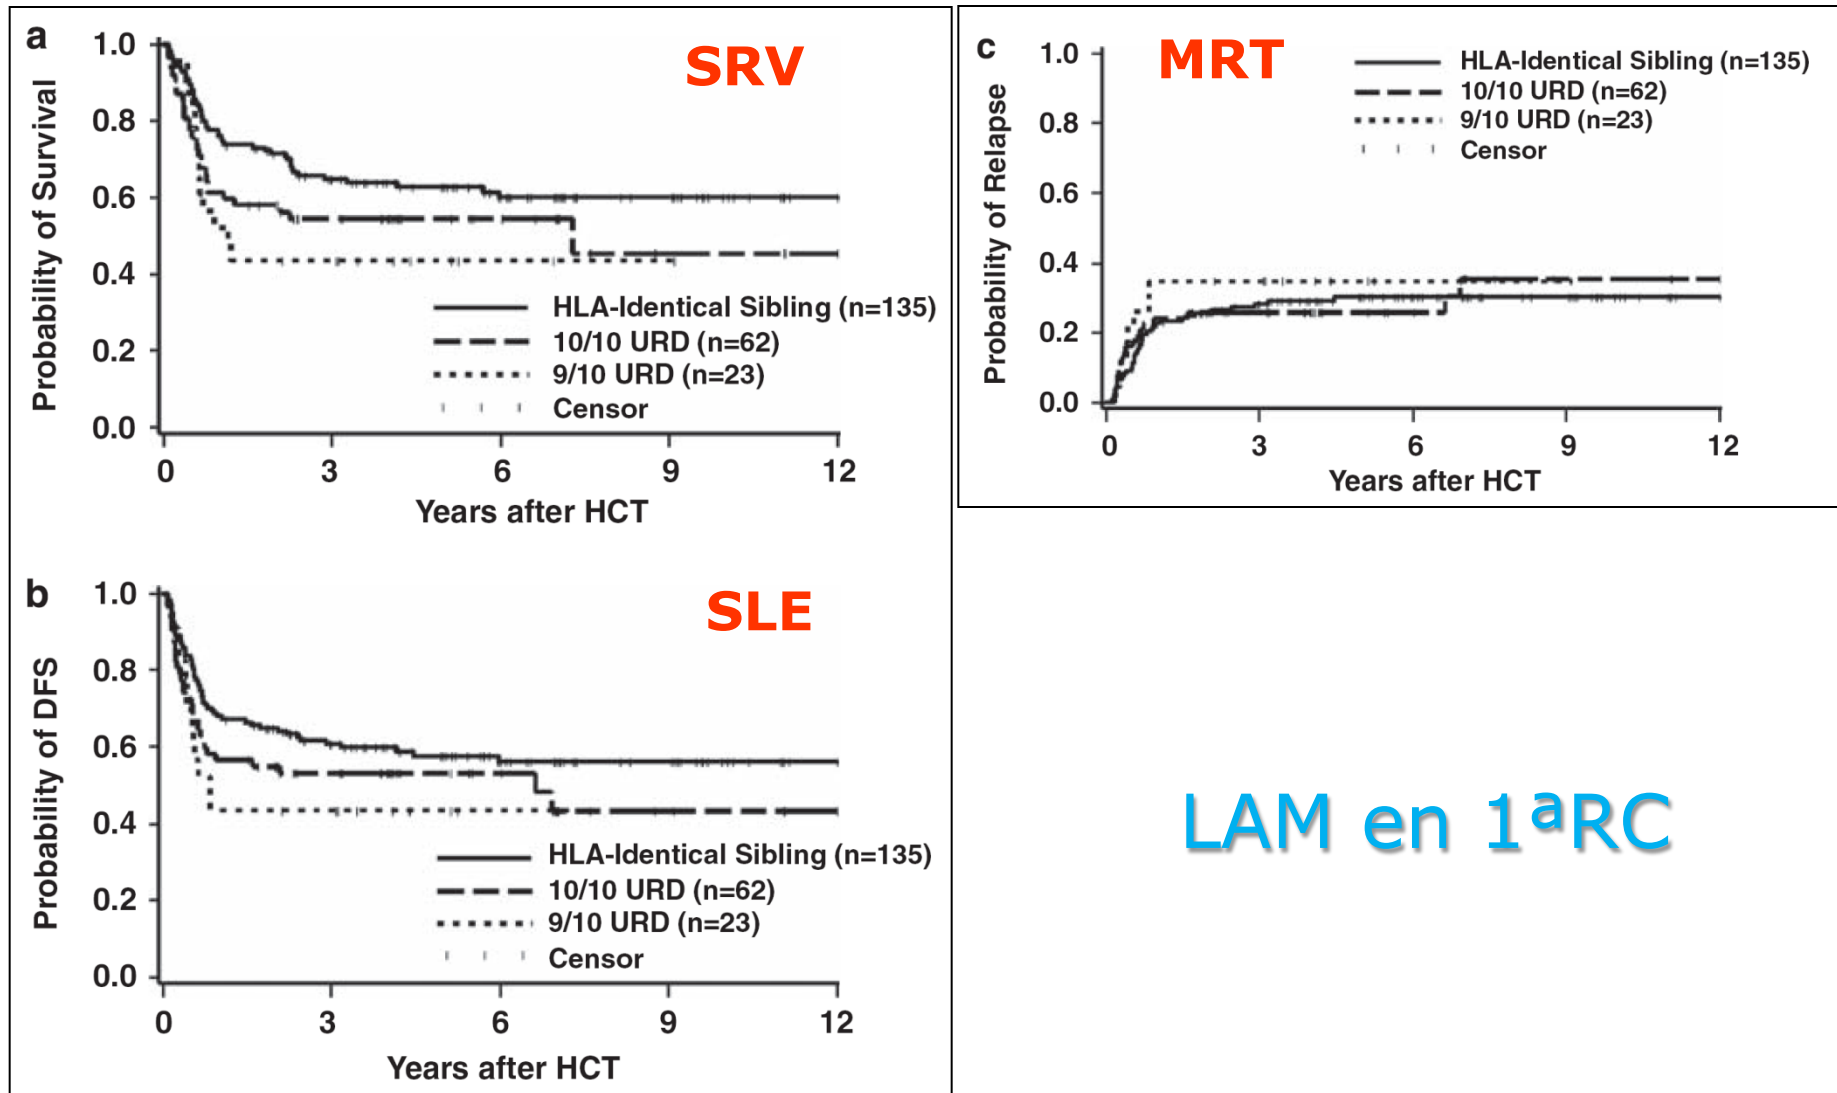 a
SRV
Probability of Survival
1.0
0.8
0.6
0.4
0.2
0.0
HLA-Identical Sibling (n=135)
10/10 URD (n=62)
9/10 URD (n=23)
Censor
0 3 6 9 12
Years after HCT
b
SLE
Probability of DFS
1.0
0.8
0.6
0.4
0.2
0.0
HLA-Identical Sibling (n=135)
10/10 URD (n=62)
9/10 URD (n=23)
Censor
0 3 6 9 12
Years after HCT
c
MRT
Probability of Relapse
1.0
0.8
0.6
0.4
0.2
0.0
HLA-Identical Sibling (n=135)
10/10 URD (n=62)
9/10 URD (n=23)
Censor
0 3 6 9 12
Years after HCT
LAM en 1ªRC